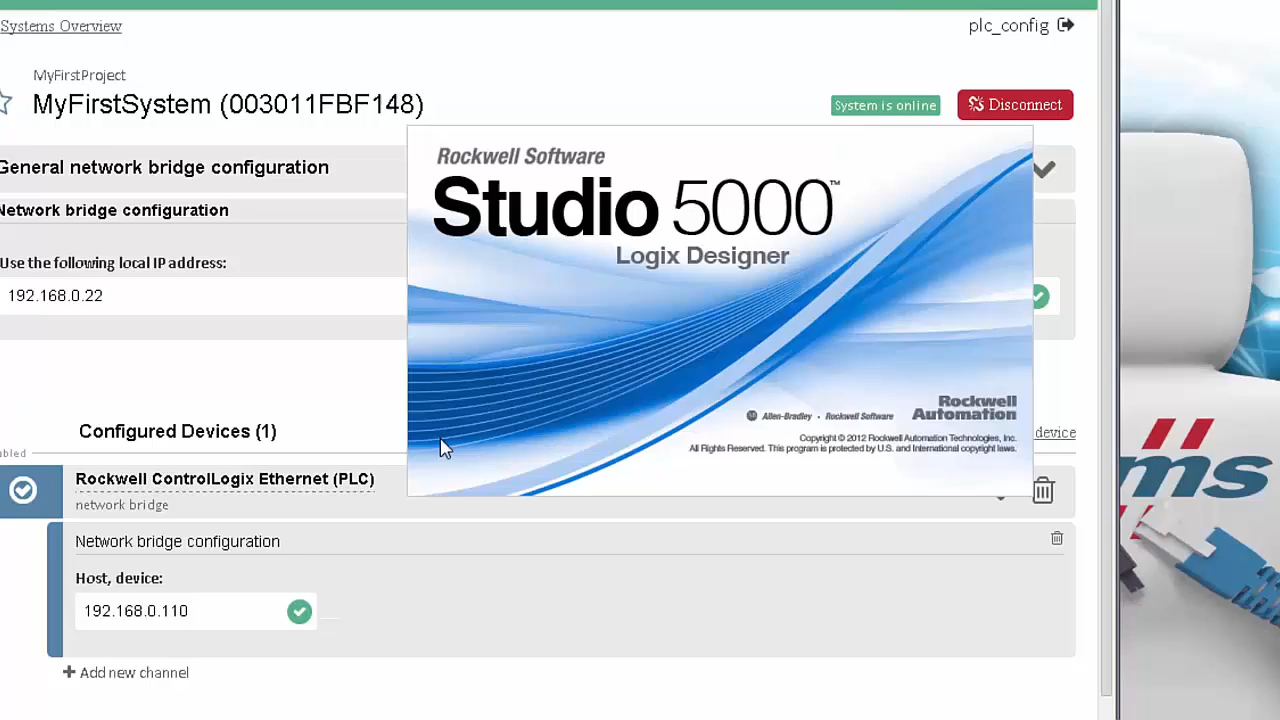 Systems Overview
plc_config
MyFirstProject
MyFirstSystem (003011FBF148)
System is online
Disconnect
General network bridge configuration
Network bridge configuration
Use the following local IP address:
192.168.0.22
Rockwell Software
Studio 5000™
Logix Designer
Allen-Bradley • Rockwell Software
Rockwell
Automation
Copyright © 2012 Rockwell Automation Technologies, Inc.
All Rights Reserved. This program is protected by U.S. and International copyright laws.
Configured Devices (1)
device
bled
Rockwell ControlLogix Ethernet (PLC)
network bridge
Network bridge configuration
Host, device:
192.168.0.110
Add new channel
ms